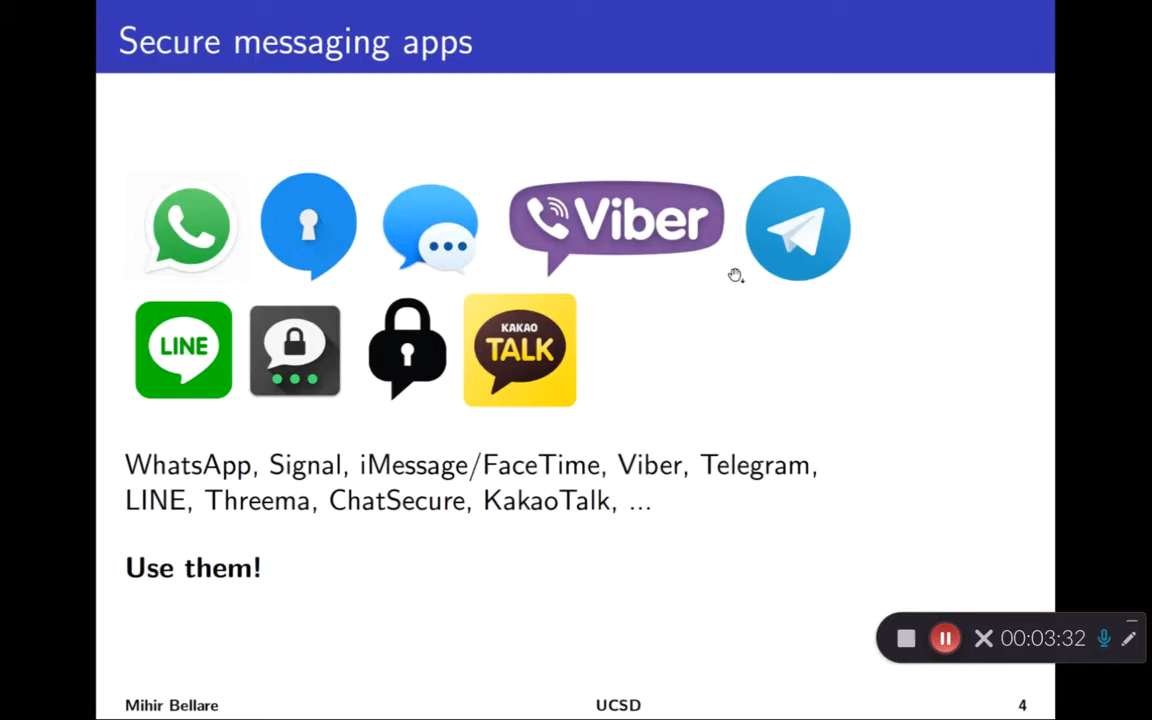 Secure messaging apps
Viber
LINE
KAKAO
TALK
WhatsApp, Signal, iMessage/FaceTime, Viber, Telegram,
LINE, Threema, ChatSecure, KakaoTalk, ...
Use them!
00:03:32
Mihir Bellare UCSD 4